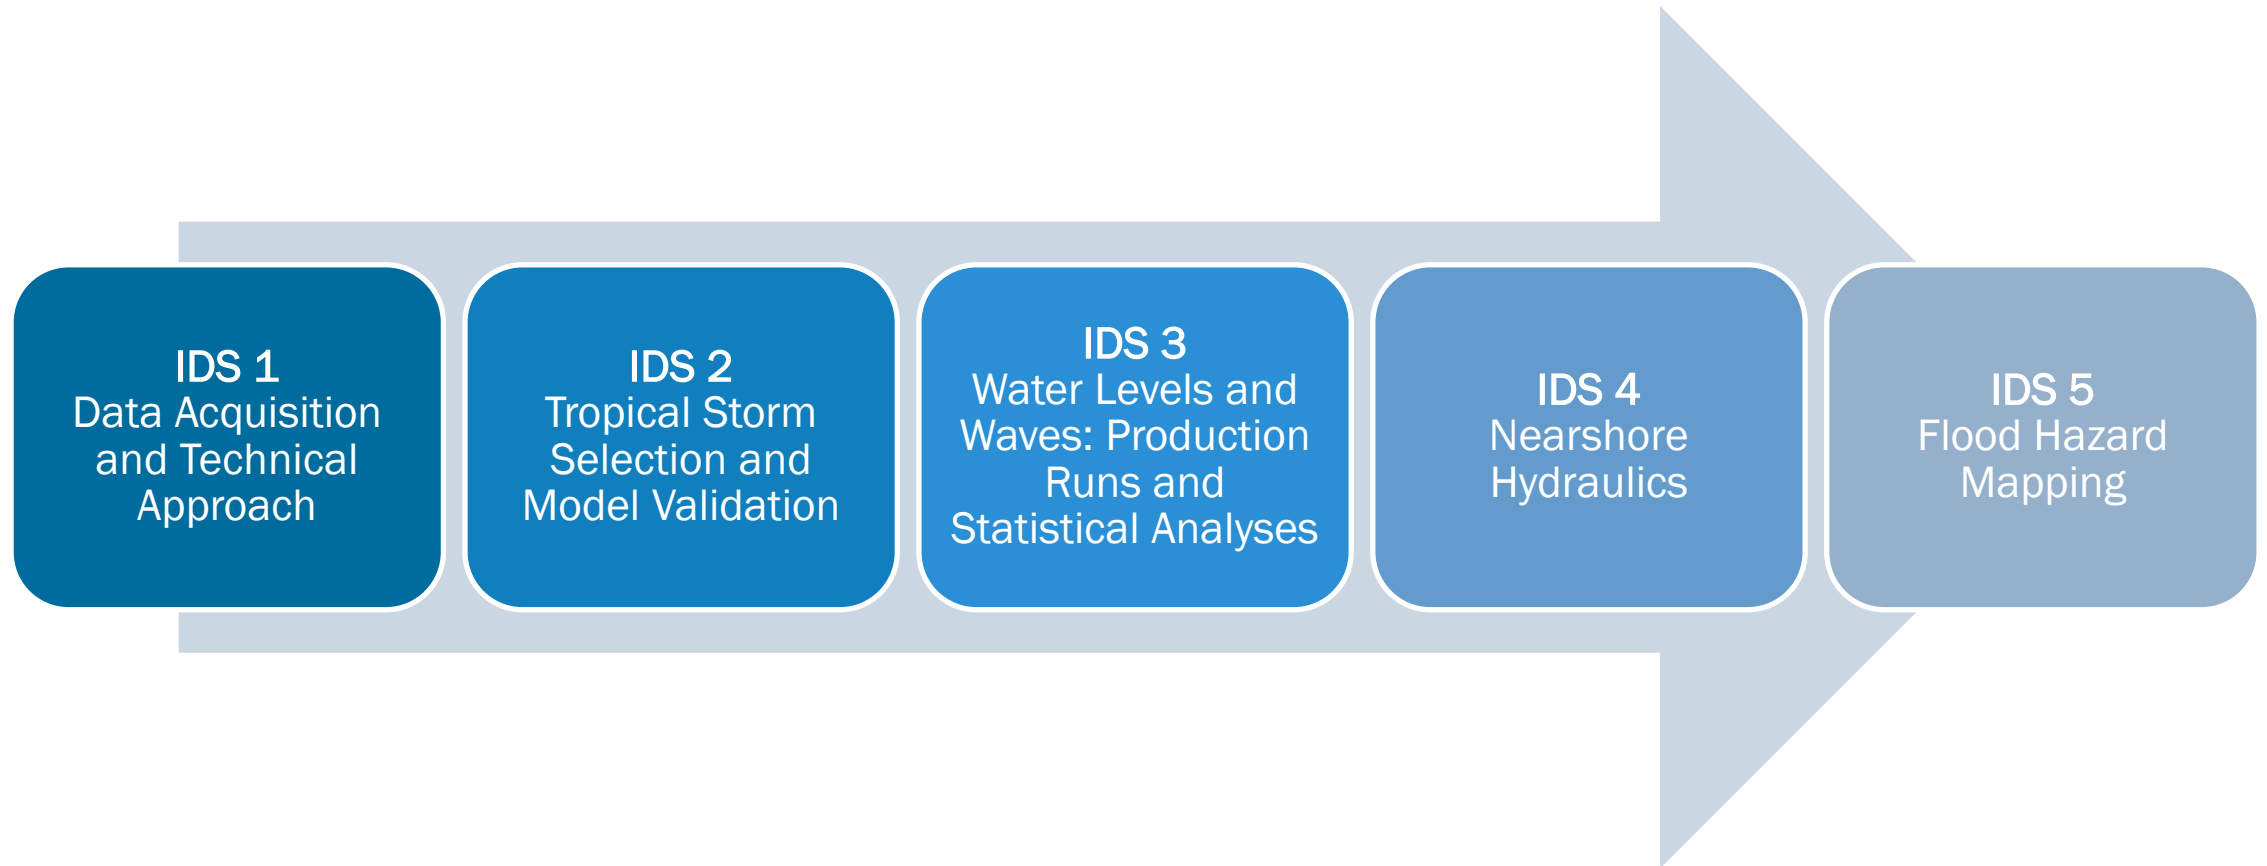 IDS 1
Data Acquisition
and Technical
Approach
IDS 2
Tropical Storm
Selection and
Model Validation
IDS 3
Water Levels and
Waves: Production
Runs and
Statistical Analyses
IDS 4
Nearshore
Hydraulics
IDS 5
Flood Hazard
Mapping